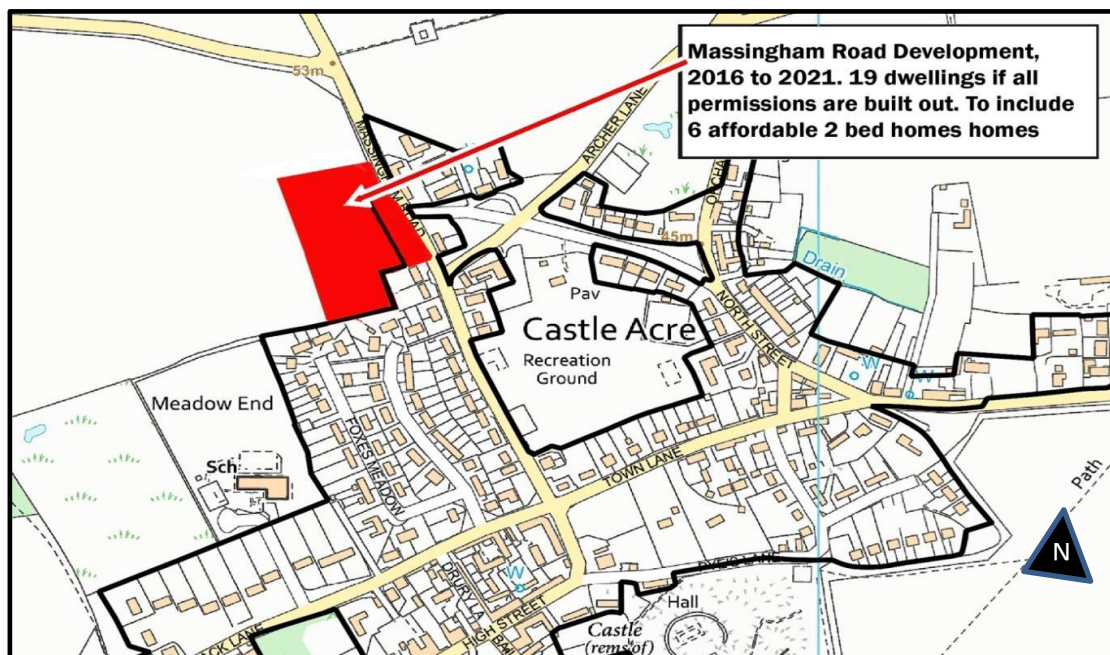 Massingham Road Development,
2016 to 2021. 19 dwellings if all
permissions are built out. To include
6 affordable 2 bed homes homes
53m
ARCHER LANE
45m
Drain
Pav
NORTH STREET
Castle Acre
Recreation
Ground
W
W
Meadow End
FOXES MEADOW
Sch
TOWN LANE
Path
N
W
HIGH STREET
Hall
Castle
(rems of)